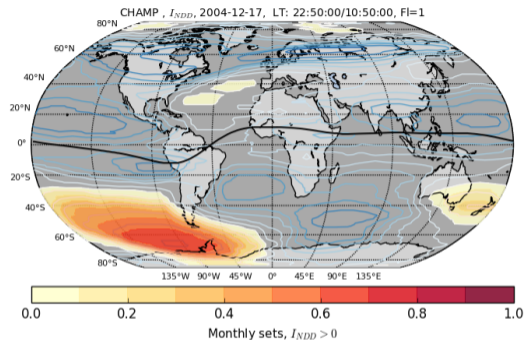 CHAMP , I_NDD, 2004-12-17, LT: 22:50:00/10:50:00, Fl=1
80°N
60°N
40°N
20°N
0°
20°S
40°S
60°S
80°S
135°W 90°W 45°W 0° 45°E 90°E 135°E
0.0 0.2 0.4 0.6 0.8 1.0
Monthly sets, I_NDD > 0